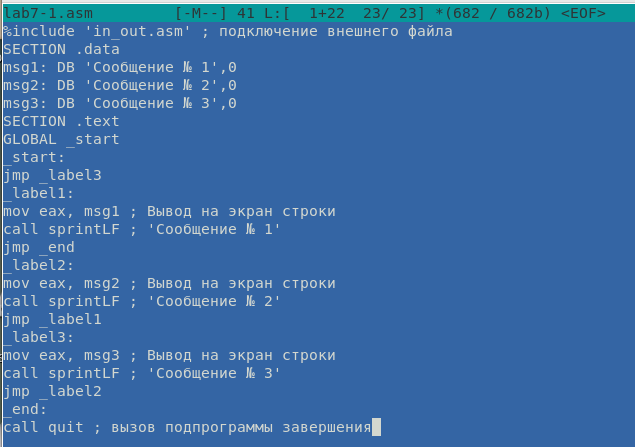 lab7-1.asm [-M--] 41 L:[ 1+22 23/ 23] *(682 / 682b) <EOF>
%include 'in_out.asm' ; подключение внешнего файла
SECTION .data
msg1: DB 'Сообщение № 1',0
msg2: DB 'Сообщение № 2',0
msg3: DB 'Сообщение № 3',0
SECTION .text
GLOBAL _start
_start:
jmp _label3
_label1:
mov eax, msg1 ; Вывод на экран строки
call sprintLF ; 'Сообщение № 1'
jmp _end
_label2:
mov eax, msg2 ; Вывод на экран строки
call sprintLF ; 'Сообщение № 2'
jmp _label1
_label3:
mov eax, msg3 ; Вывод на экран строки
call sprintLF ; 'Сообщение № 3'
jmp _label2
_end:
call quit ; вызов подпрограммы завершения